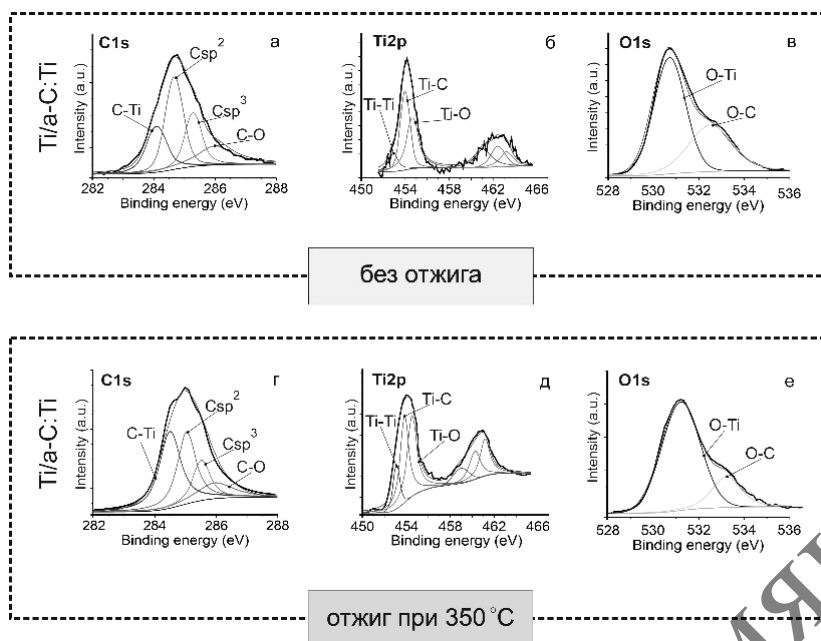 C1s
а
Csp²
Csp³
C-Ti
C-O
Intensity (a.u.)
282 284 286 288
Binding energy (eV)
Ti2p
б
Ti-C
Ti-Ti
Ti-O
Intensity (a.u.)
450 454 458 462 466
Binding energy (eV)
O1s
в
O-Ti
O-C
Intensity (a.u.)
528 530 532 534 536
Binding energy (eV)
Ti/a-C:Ti
без отжига
C1s
г
Csp²
C-Ti
Csp³
C-O
Intensity (a.u.)
282 284 286 288
Binding energy (eV)
Ti2p
д
Ti-C
Ti-Ti
Ti-O
Intensity (a.u.)
450 454 458 462 466
Binding energy (eV)
O1s
е
O-Ti
O-C
Intensity (a.u.)
528 530 532 534 536
Binding energy (eV)
Ti/a-C:Ti
отжиг при 350 °C